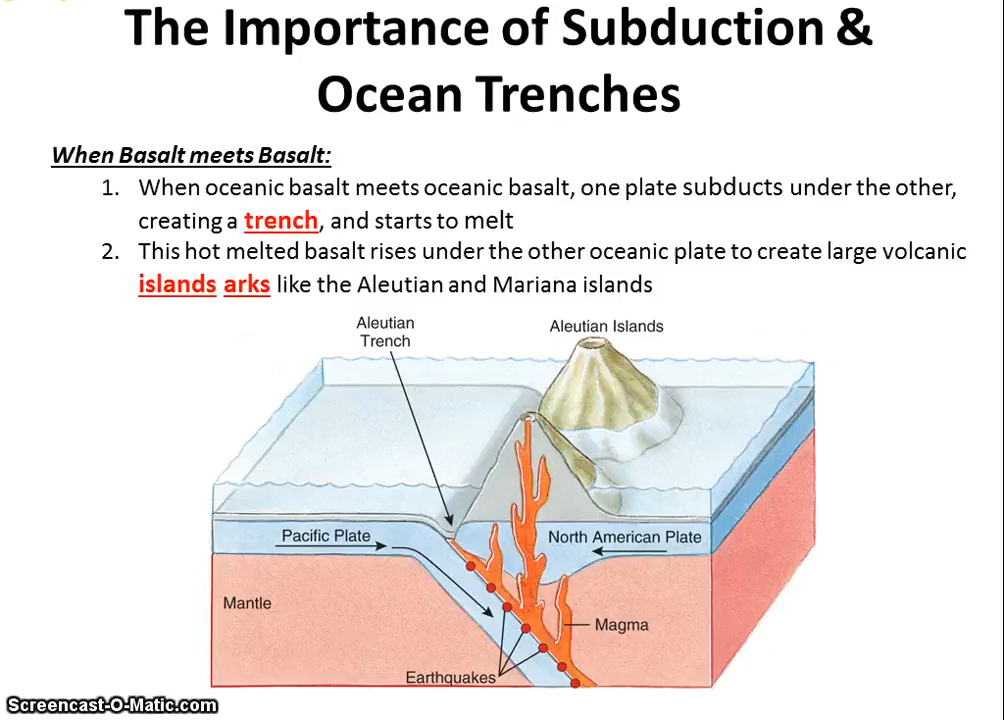 The Importance of Subduction &
Ocean Trenches
When Basalt meets Basalt:
1. When oceanic basalt meets oceanic basalt, one plate subducts under the other,
creating a trench, and starts to melt
2. This hot melted basalt rises under the other oceanic plate to create large volcanic
islands arks like the Aleutian and Mariana islands
Aleutian
Trench
Aleutian Islands
Pacific Plate
North American Plate
Mantle
Magma
Earthquakes
Screencast-O-Matic.com